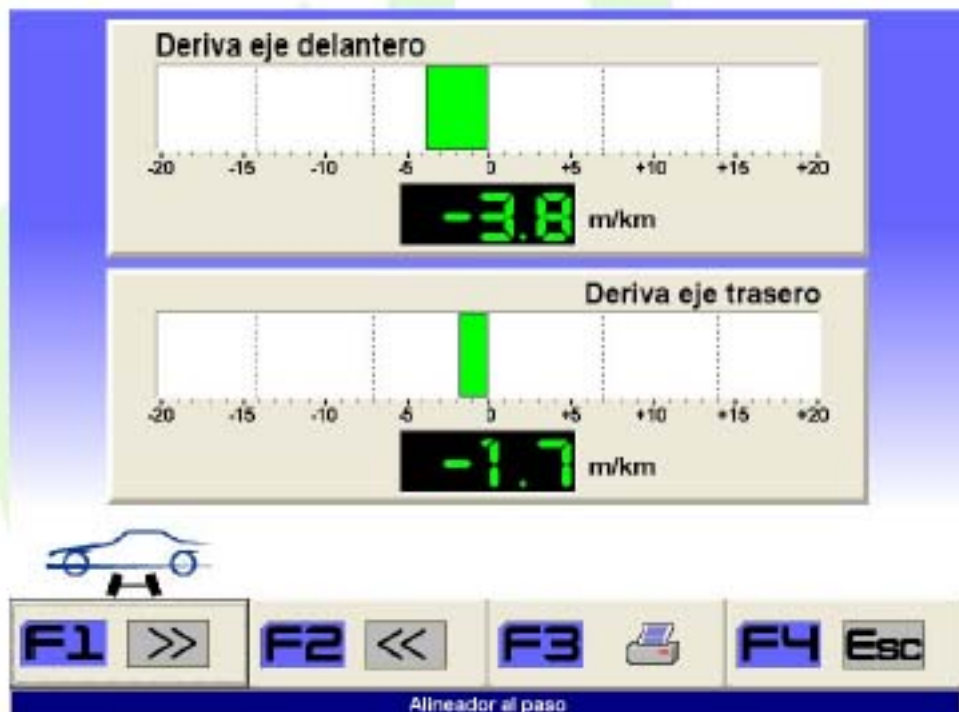 Deriva eje delantero
-20 -15 -10 -5 0 +5 +10 +15 +20
-3.8 m/km
Deriva eje trasero
-20 -15 -10 -5 0 +5 +10 +15 +20
-1.7 m/km
F1 >> F2 << F3 F4 Esc
Alineador al paso